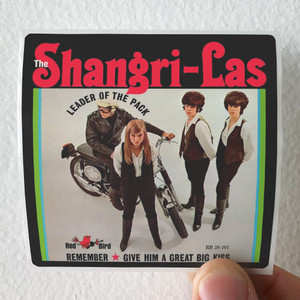 The
Shangri-Las
LEADER OF THE PACK
Red Bird
RB 20-101
REMEMBER ★ GIVE HIM A GREAT BIG KISS